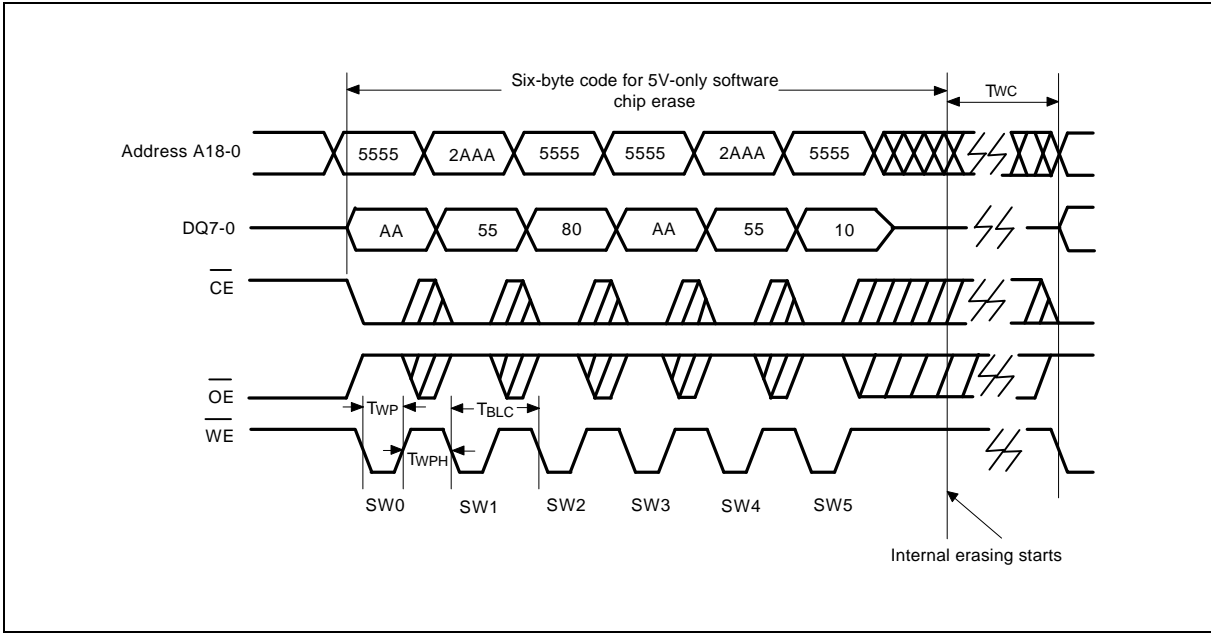 Six-byte code for 5V-only software
chip erase
TWC
Address A18-0
5555 2AAA 5555 5555 2AAA 5555
DQ7-0
AA 55 80 AA 55 10
CE
OE
TWP TBLC
WE
TWPH
SW0 SW1 SW2 SW3 SW4 SW5
Internal erasing starts